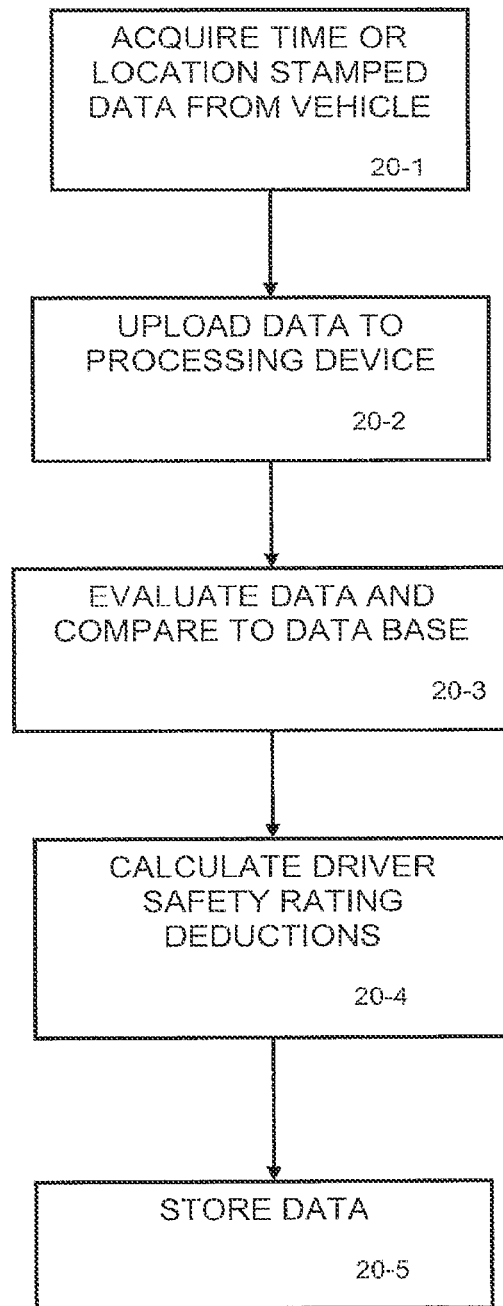 ACQUIRE TIME OR
LOCATION STAMPED
DATA FROM VEHICLE
20-1
UPLOAD DATA TO
PROCESSING DEVICE
20-2
EVALUATE DATA AND
COMPARE TO DATA BASE
20-3
CALCULATE DRIVER
SAFETY RATING
DEDUCTIONS
20-4
STORE DATA
20-5